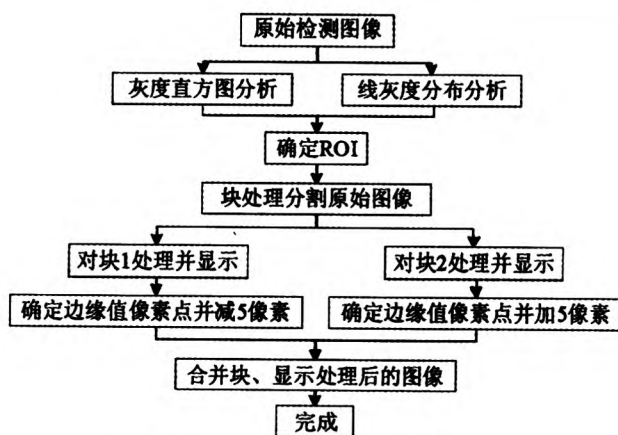 原始检测图像
灰度直方图分析
线灰度分布分析
确定ROI
块处理分割原始图像
对块1处理并显示
对块2处理并显示
确定边缘值像素点并减5像素
确定边缘值像素点并加5像素
合并块、显示处理后的图像
完成